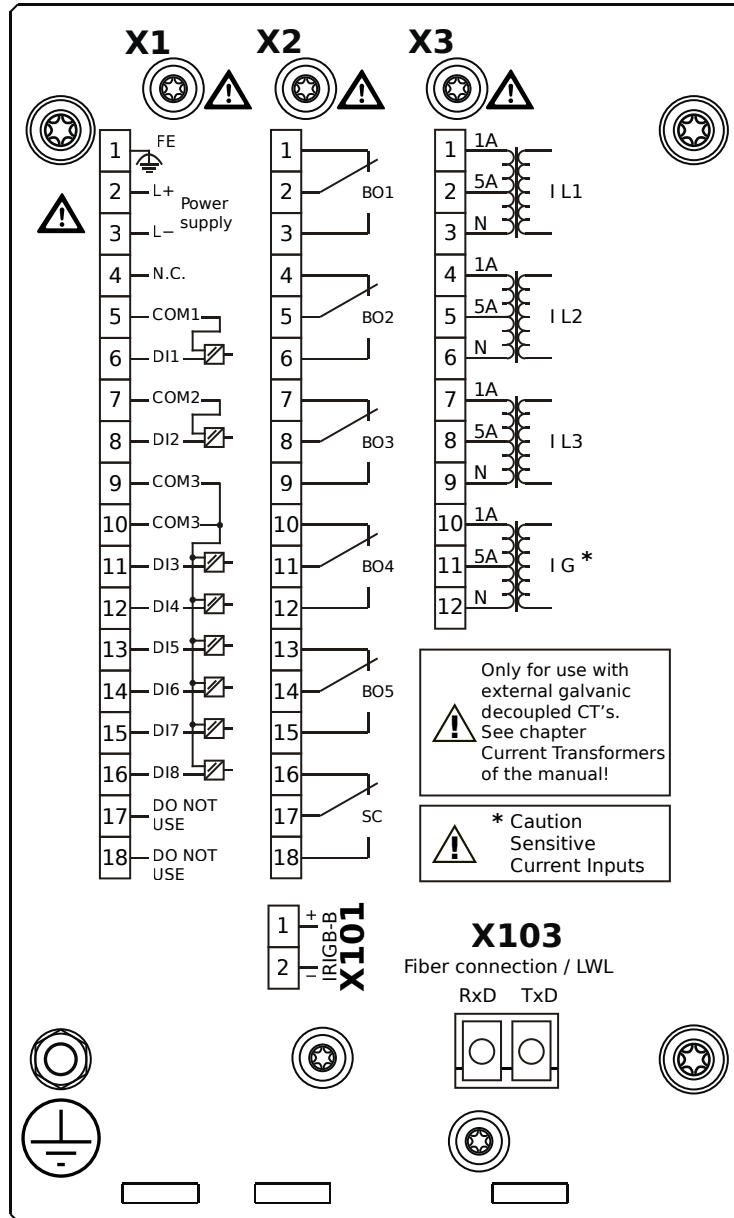 X1 X2 X3
1 FE
2 L+
Power
supply
3 L−
4 N.C.
5 COM1
6 DI1
7 COM2
8 DI2
9 COM3
10 COM3
11 DI3
12 DI4
13 DI5
14 DI6
15 DI7
16 DI8
17 DO NOT
USE
18 DO NOT
USE
1
2 BO1
3
4
5 BO2
6
7
8 BO3
9
10
11 BO4
12
13
14 BO5
15
16
17 SC
18
1 1A
2 5A I L1
3 N
4 1A
5 5A I L2
6 N
7 1A
8 5A I L3
9 N
10 1A
11 5A I G *
12 N
Only for use with
external galvanic
decoupled CT’s.
See chapter
Current Transformers
of the manual!
* Caution
Sensitive
Current Inputs
1 +
2 −
IRIGB-B
X101
X103
Fiber connection / LWL
RxD TxD